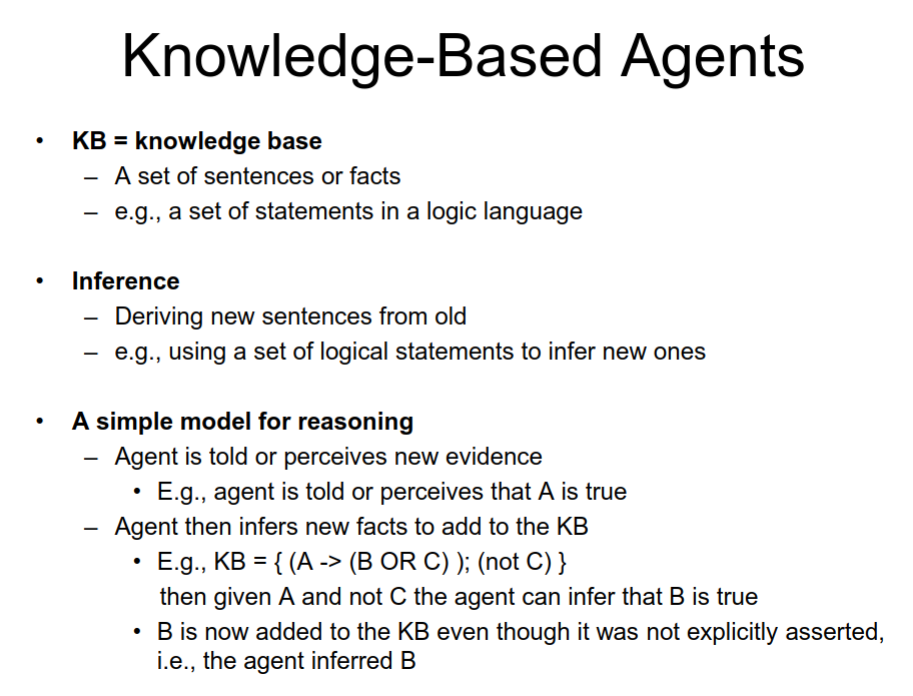 Knowledge-Based Agents
• KB = knowledge base
– A set of sentences or facts
– e.g., a set of statements in a logic language
• Inference
– Deriving new sentences from old
– e.g., using a set of logical statements to infer new ones
• A simple model for reasoning
– Agent is told or perceives new evidence
• E.g., agent is told or perceives that A is true
– Agent then infers new facts to add to the KB
• E.g., KB = { (A -> (B OR C) ); (not C) }
then given A and not C the agent can infer that B is true
• B is now added to the KB even though it was not explicitly asserted,
i.e., the agent inferred B